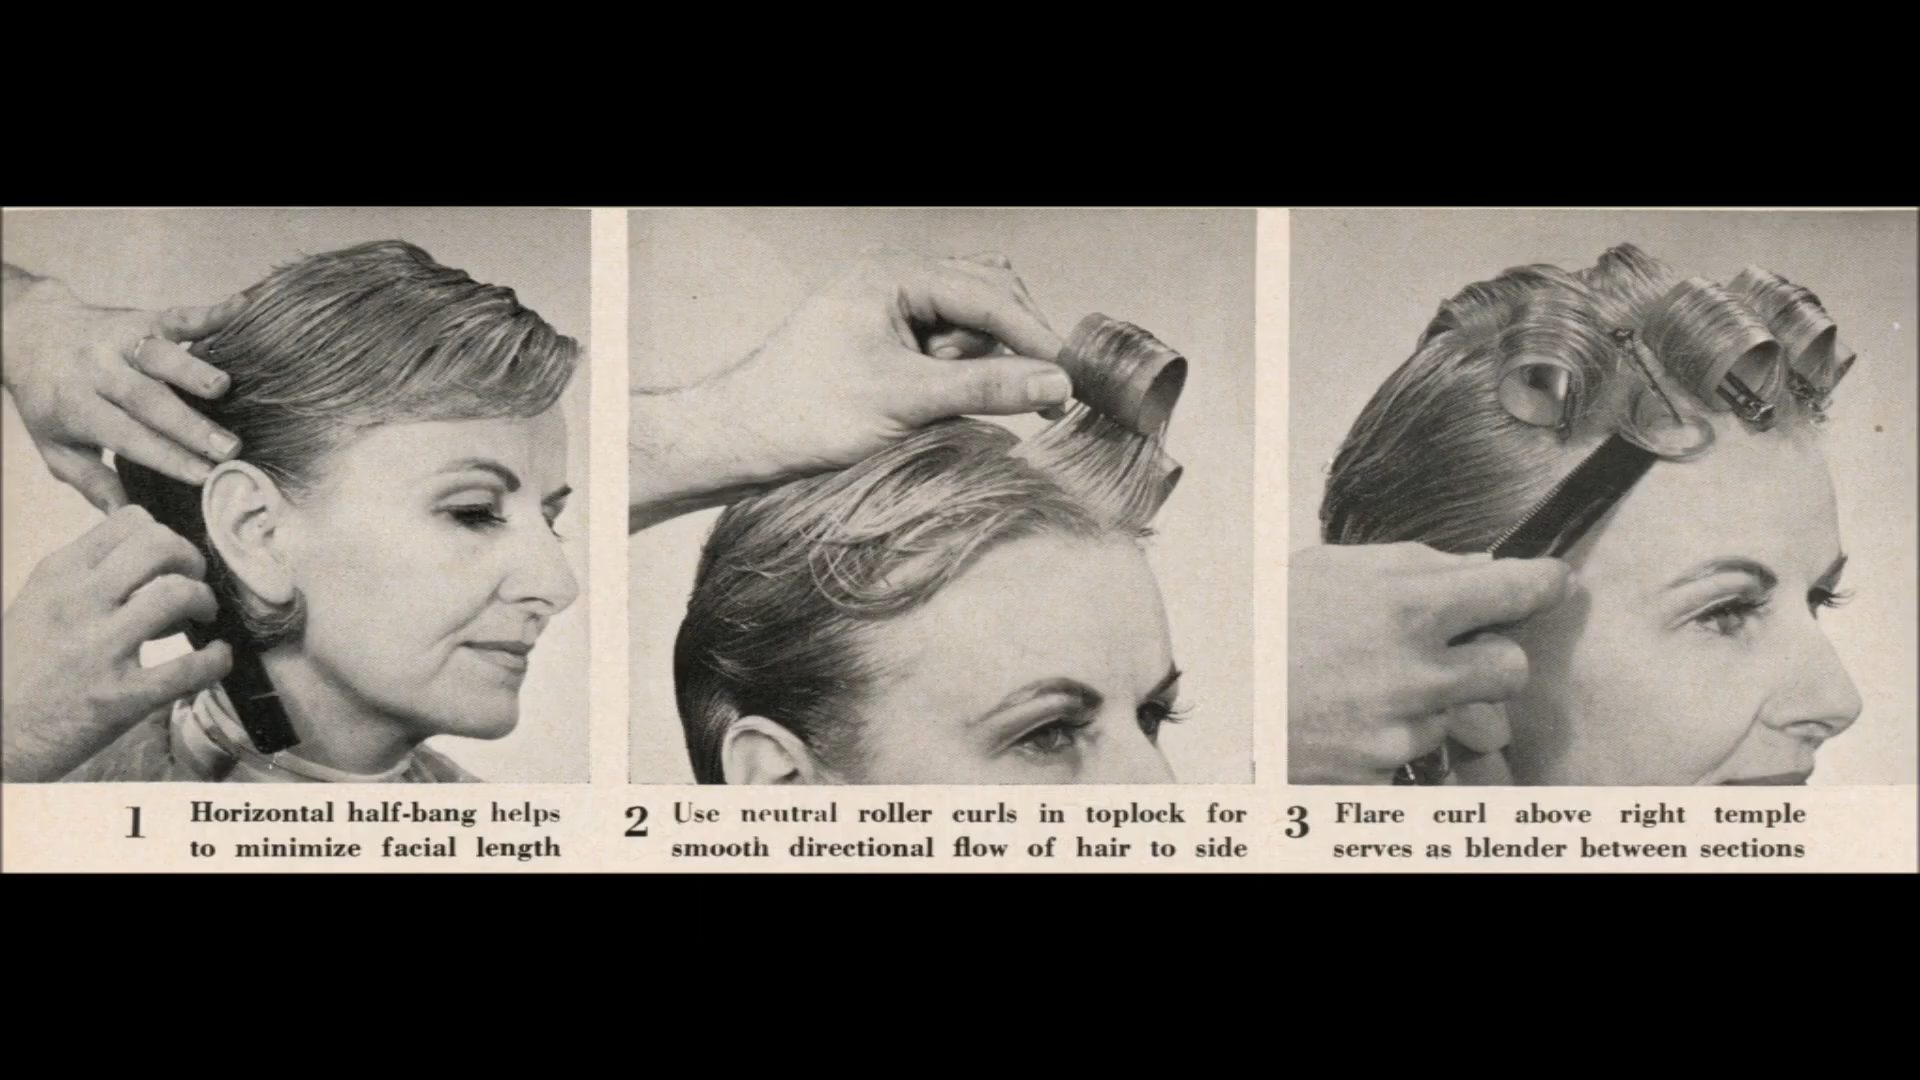 1 Horizontal half-bang helps
to minimize facial length
2 Use neutral roller curls in toplock for
smooth directional flow of hair to side
3 Flare curl above right temple
serves as blender between sections